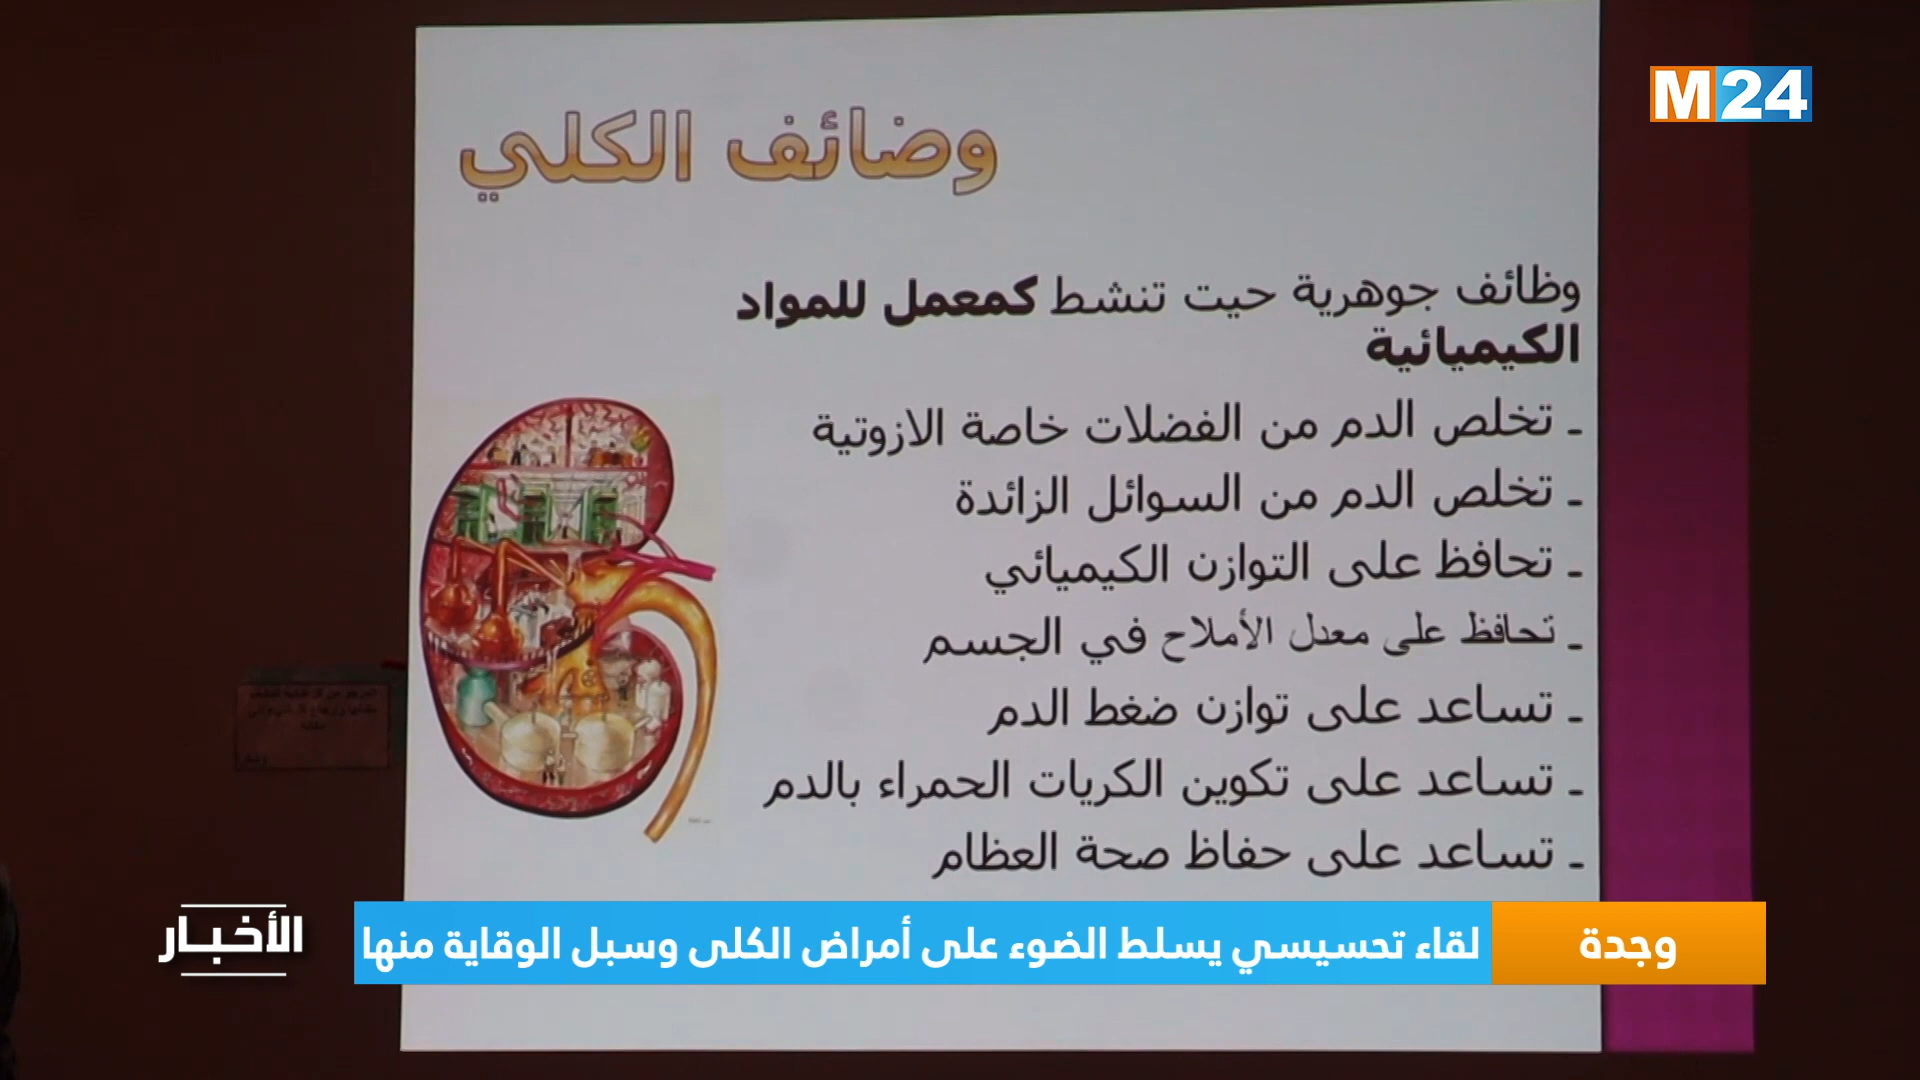 M24
وضائف الكلي
وظائف جوهرية حيت تنشط كمعمل للمواد
الكيميائية
- تخلص الدم من الفضلات خاصة الازوتية
- تخلص الدم من السوائل الزائدة
- تحافظ على التوازن الكيميائي
- تحافظ على معدل الأملاح في الجسم
- تساعد على توازن ضغط الدم
- تساعد على تكوين الكريات الحمراء بالدم
- تساعد على حفاظ صحة العظام
وجدة
لقاء تحسيسي يسلط الضوء على أمراض الكلى وسبل الوقاية منها
الأخبار